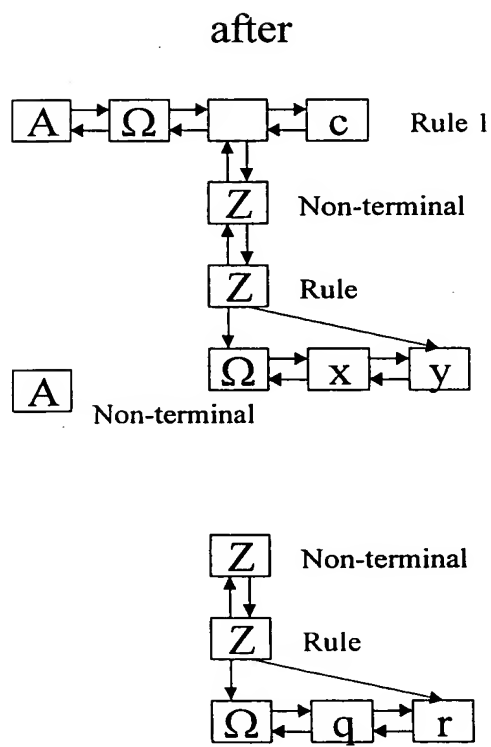 after
A Ω c Rule 1
Z Non-terminal
Z Rule
Ω x y
A Non-terminal
Z Non-terminal
Z Rule
Ω q r